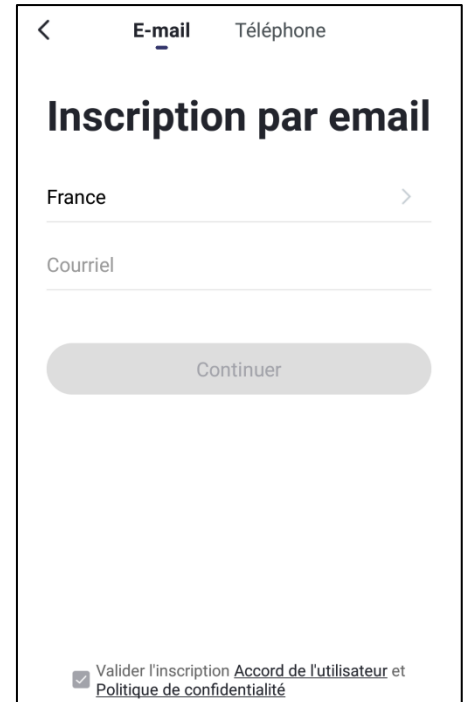 E-mail Téléphone
Inscription par email
France
Courriel
Continuer
Valider l'inscription Accord de l'utilisateur et
Politique de confidentialité